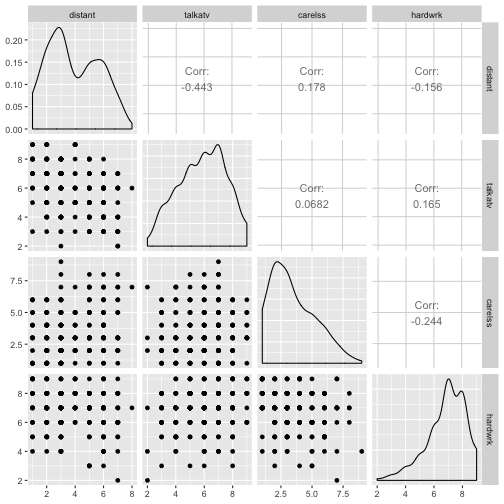 distant talkatv carelss hardwrk
0.20
0.15
0.10
0.05
0.00
Corr:
-0.443
Corr:
0.178
Corr:
-0.156
distant
8
6
4
2
Corr:
0.0682
Corr:
0.165
talkatv
7.5
5.0
2.5
Corr:
-0.244
carelss
8
6
4
2
hardwrk
2 4 6 8 2 4 6 8 2.5 5.0 7.5 2 4 6 8